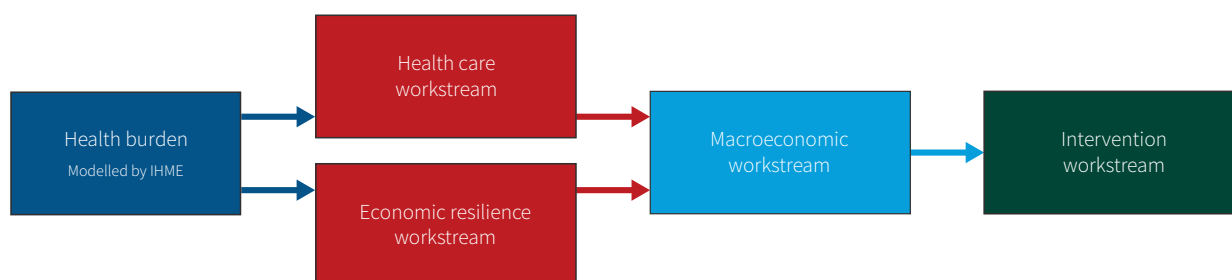 Health burden
Modelled by IHME
Health care
workstream
Economic resilience
workstream
Macroeconomic
workstream
Intervention
workstream